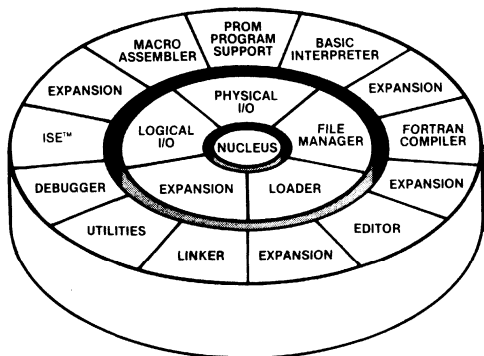 PROM
PROGRAM
SUPPORT
MACRO
ASSEMBLER
BASIC
INTERPRETER
EXPANSION
PHYSICAL
I/O
EXPANSION
ISE™
LOGICAL
I/O
NUCLEUS
FILE
MANAGER
FORTRAN
COMPILER
DEBUGGER
EXPANSION
LOADER
EXPANSION
UTILITIES
LINKER
EXPANSION
EDITOR